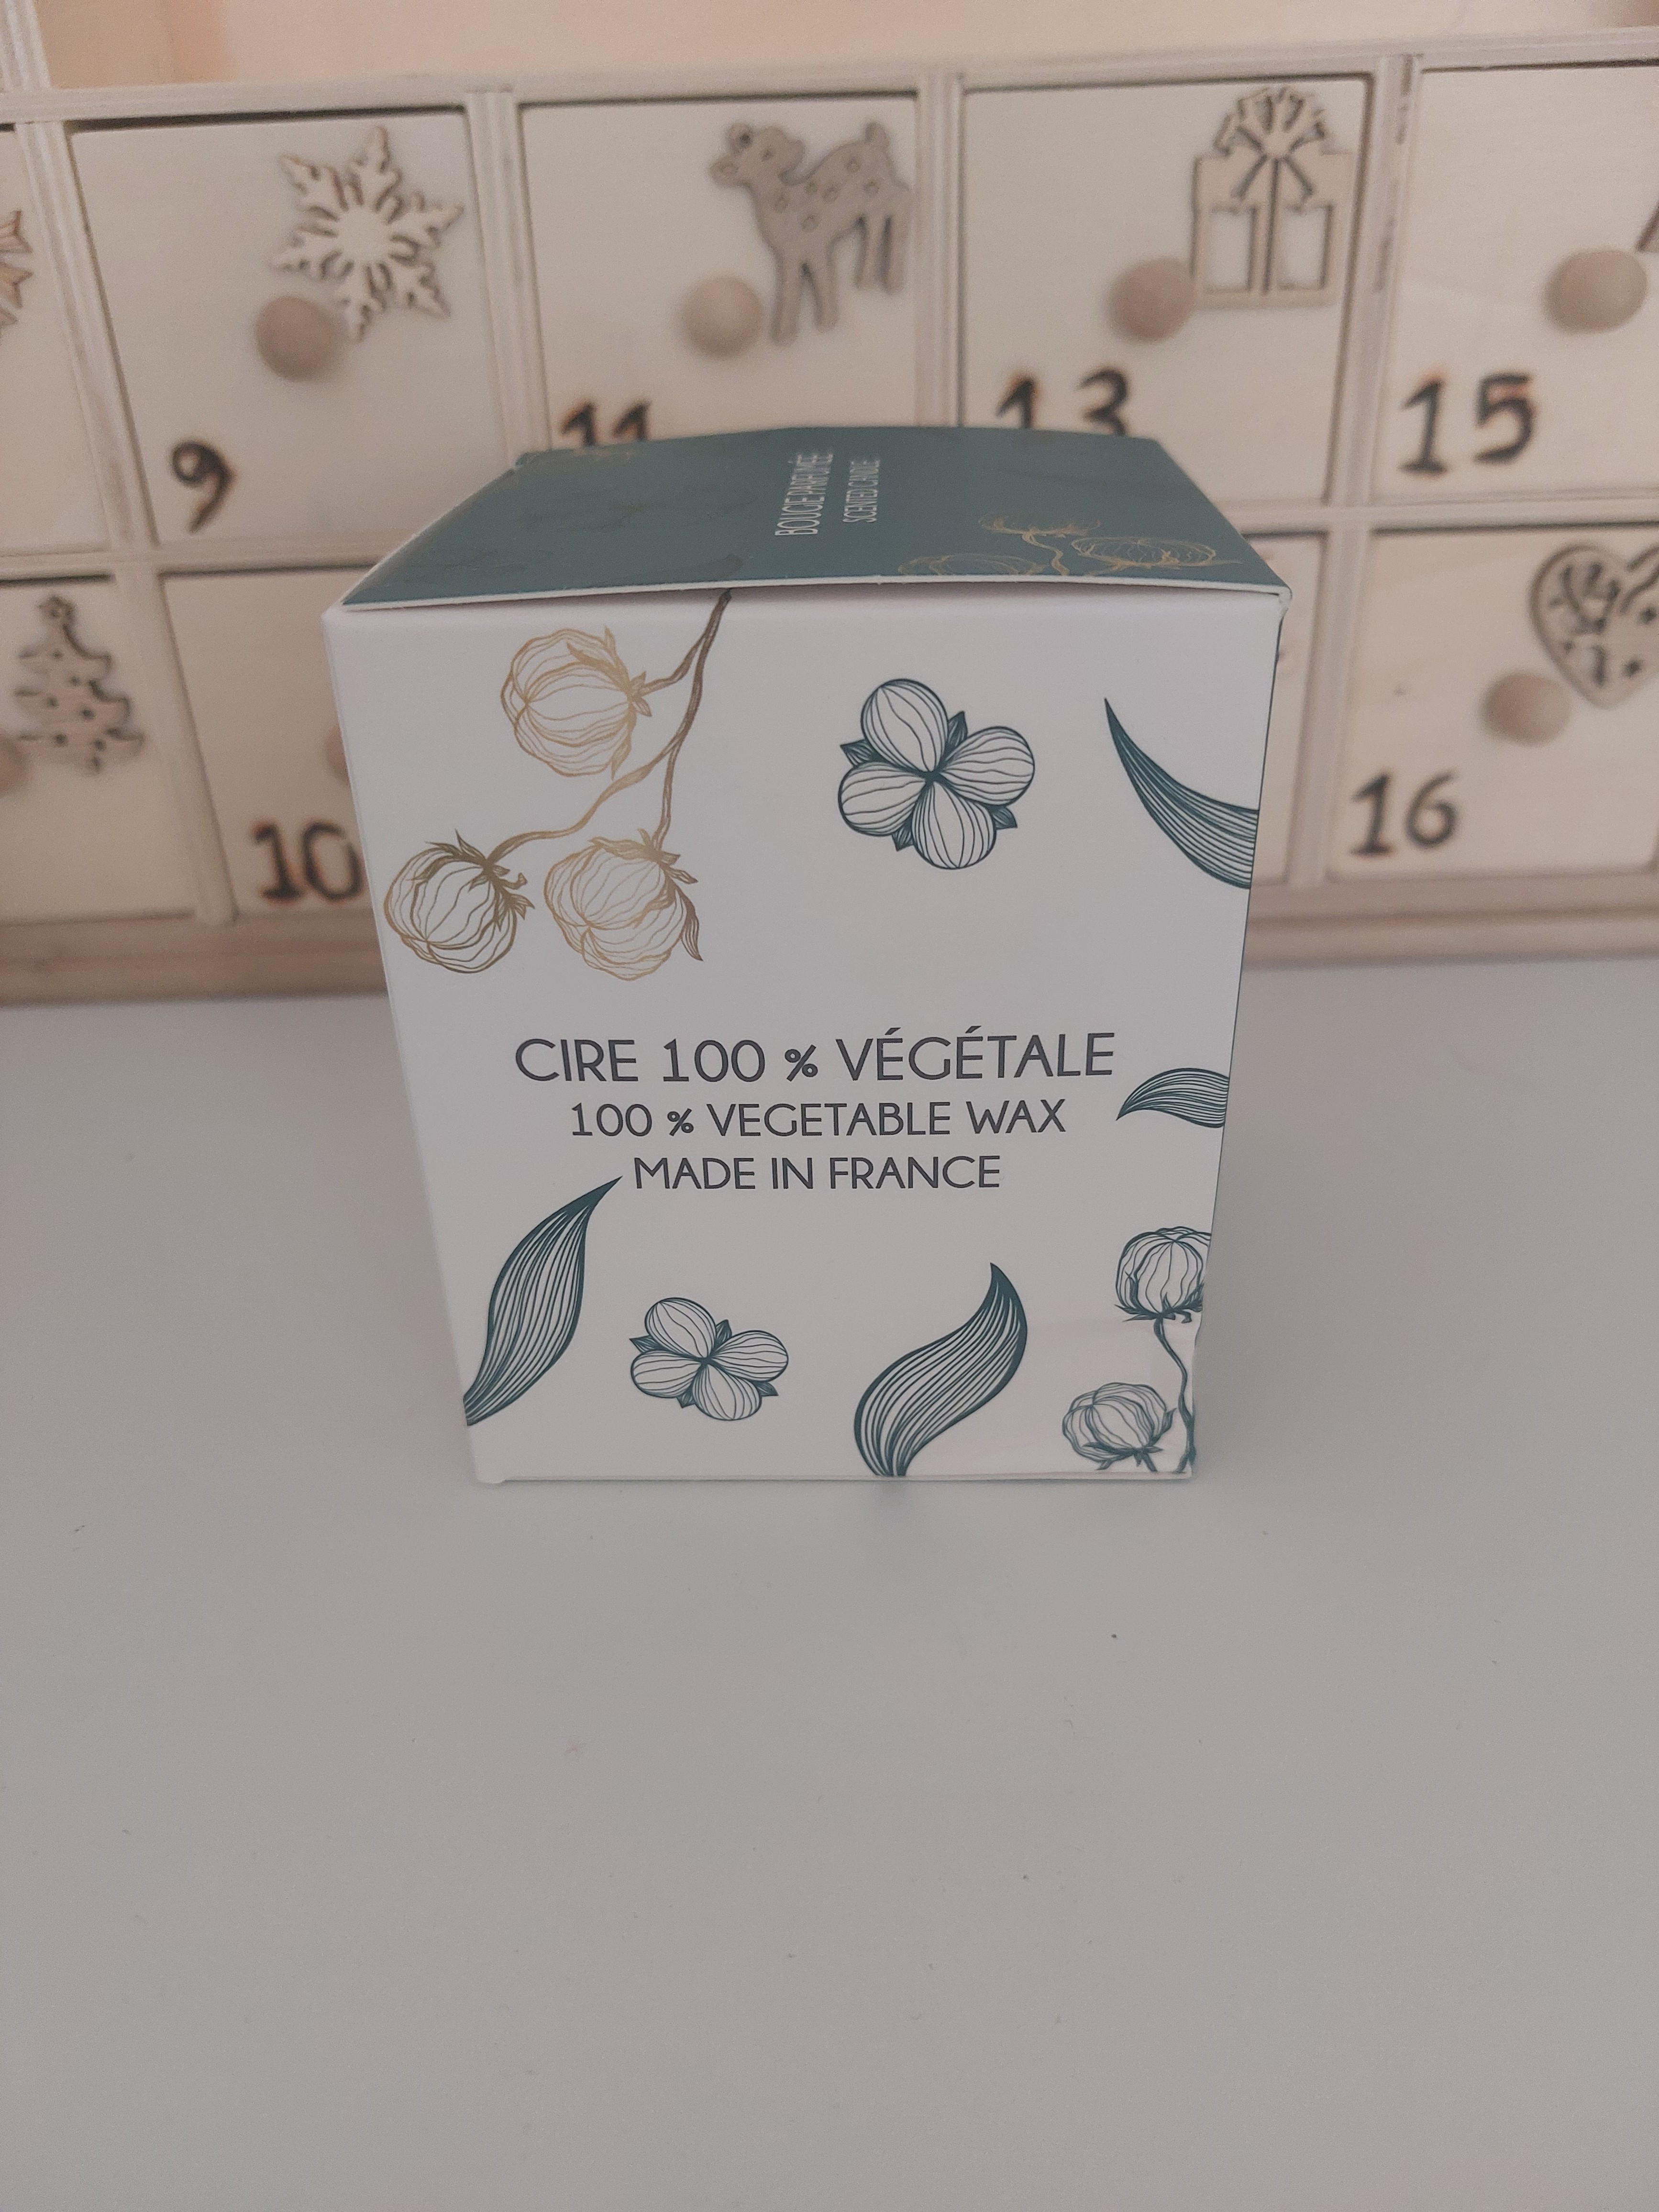 9
11
13
15
BOUGIE PARFUMÉE
SCENTED CANDLE
10
16
CIRE 100 % VÉGÉTALE
100 % VEGETABLE WAX
MADE IN FRANCE